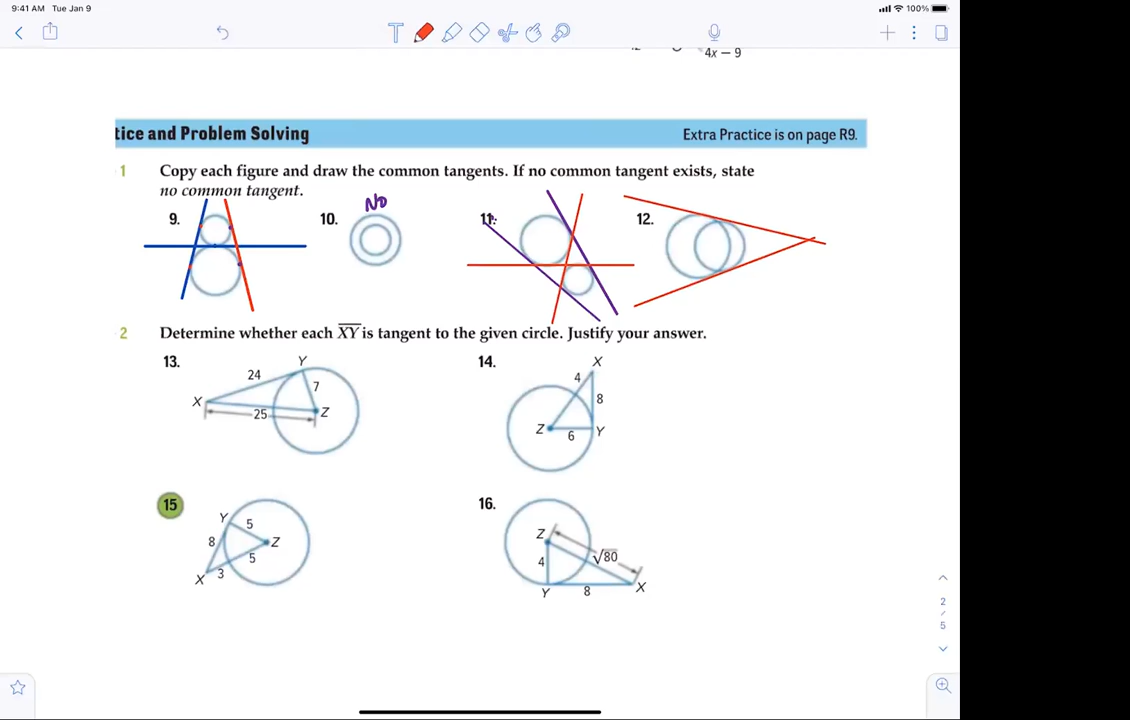 9:41 AM Tue Jan 9
100%
T
4x – 9
tice and Problem Solving
Extra Practice is on page R9.
1 Copy each figure and draw the common tangents. If no common tangent exists, state
no common tangent.
9.
10.
NO
11.
12.
2 Determine whether each XY is tangent to the given circle. Justify your answer.
13.
Y
24
7
X
25
Z
14.
X
4
8
Z
6
Y
15
Y
5
8
Z
5
X
3
16.
Z
√80
4
Y
8
X
2
/
5